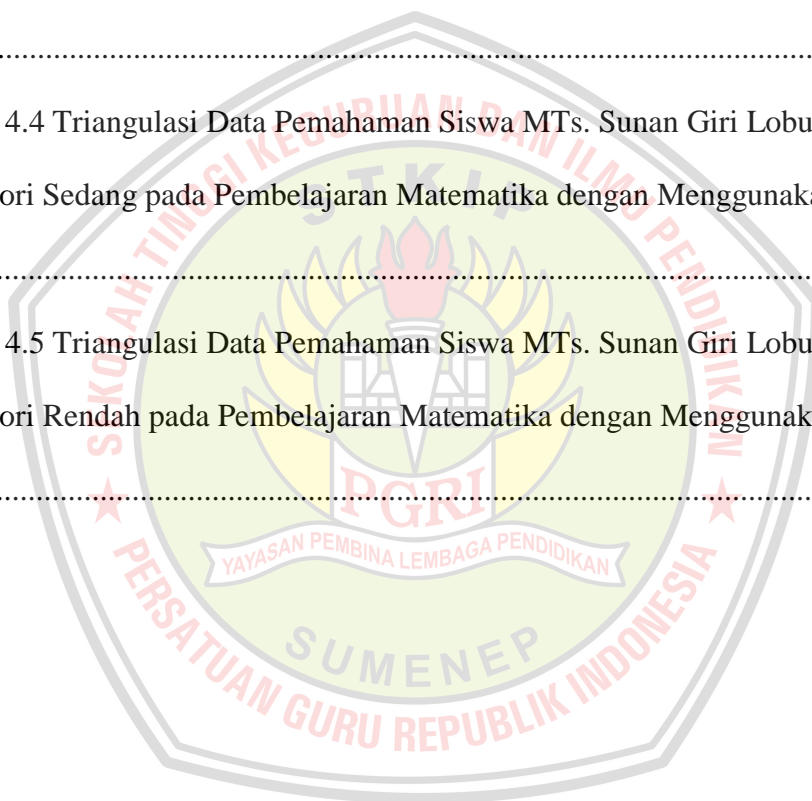 ................................................................................
4.4 Triangulasi Data Pemahaman Siswa MTs. Sunan Giri Lobu
ori Sedang pada Pembelajaran Matematika dengan Menggunaka
................................................................................
4.5 Triangulasi Data Pemahaman Siswa MTs. Sunan Giri Lobu
ori Rendah pada Pembelajaran Matematika dengan Menggunak
................................................................................
SEKOLAH TINGGI KEGURUAN DAN ILMU PENDIDIKAN
STKIP
PGRI
YAYASAN PEMBINA LEMBAGA PENDIDIKAN
SUMENEP
PERSATUAN GURU REPUBLIK INDONESIA